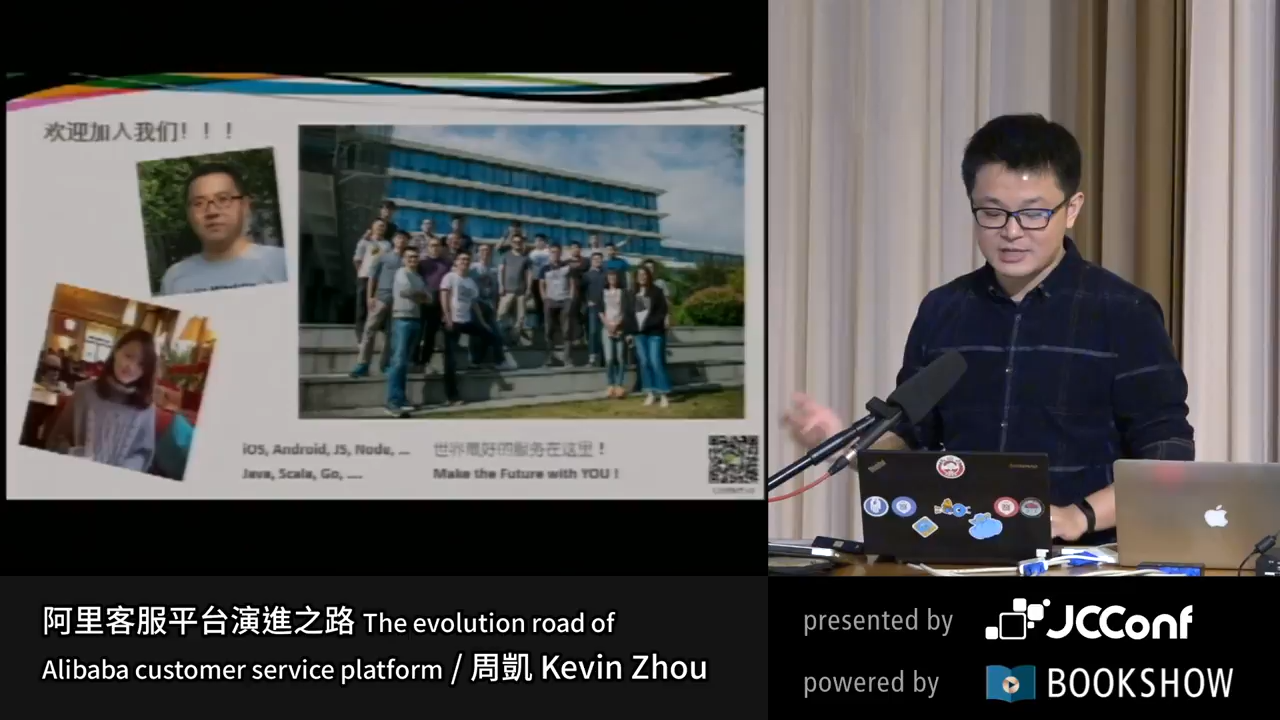 欢迎加入我们！！！
iOS, Android, JS, Node, ...
Java, Scala, Go, ....
世界最好的服务在这里！
Make the Future with YOU !
阿里客服平台演進之路 The evolution road of
Alibaba customer service platform / 周凱 Kevin Zhou
presented by JCConf
powered by BOOKSHOW